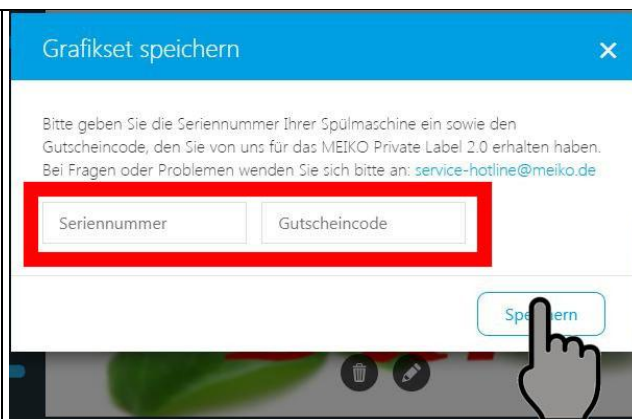 Grafikset speichern
Bitte geben Sie die Seriennummer Ihrer Spülmaschine ein sowie den
Gutscheincode, den Sie von uns für das MEIKO Private Label 2.0 erhalten haben.
Bei Fragen oder Problemen wenden Sie sich bitte an: service-hotline@meiko.de
Seriennummer Gutscheincode